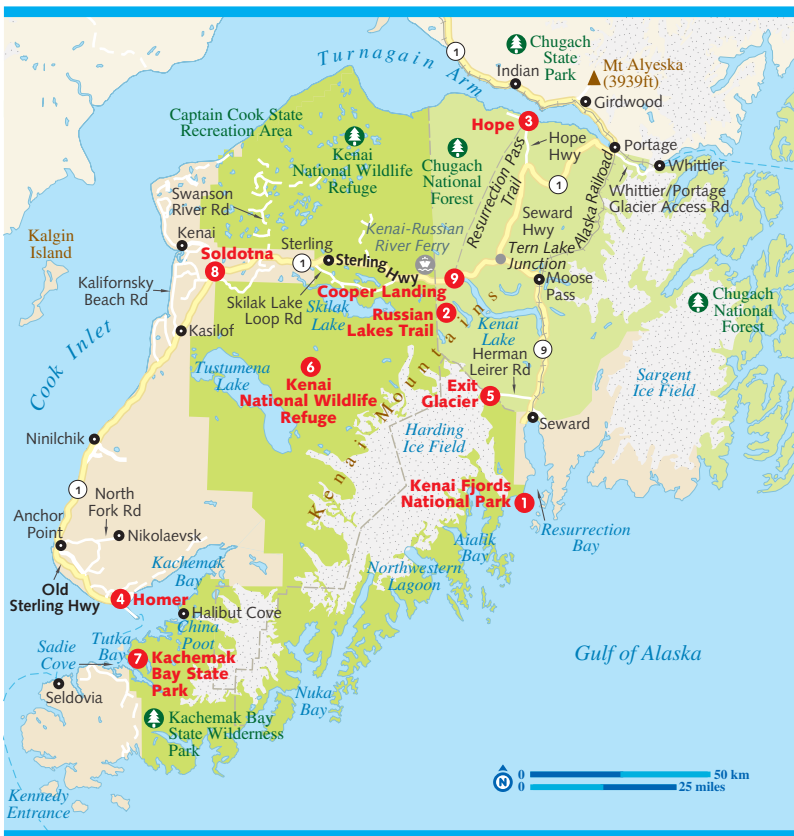 Turnagain Arm
1
Chugach
State
Park
Indian
Mt Alyeska
(3939ft)
Girdwood
Captain Cook State
Recreation Area
Kenai
National Wildlife
Refuge
Chugach
National
Forest
Hope 3
Hope
Hwy
Portage
Whittier
Resurrection Pass
Trail
1
Alaska Railroad
Whittier/Portage
Glacier Access Rd
Swanson
River Rd
Kenai
Kalgin
Island
Soldotna
8
Sterling
1
Sterling
Hwy
Kenai-Russian
River Ferry
Seward
Hwy
Tern Lake
Junction
Moose
Pass
Kalifornsky
Beach Rd
Skilak Lake
Loop Rd
Skilak
Lake
9
Cooper Landing
Russian 2
Lakes Trail
Kenai
Lake
Chugach
National
Forest
Kasilof
Cook Inlet
Tustumena
Lake
6
Kenai
National Wildlife
Refuge
Kenai Mountains
9
Herman
Leirer Rd
Exit
Glacier 5
Sargent
Ice Field
Seward
Harding
Ice Field
Ninilchik
1
Kenai Fjords
National Park 1
North
Fork Rd
Nikolaevsk
Anchor
Point
Resurrection
Bay
Aialik
Bay
Northwestern
Lagoon
Kachemak
Bay
Old
Sterling Hwy
4 Homer
Halibut Cove
China
Poot
Tutka
Bay
Sadie
Cove
7 Kachemak
Bay State
Park
Gulf of Alaska
Seldovia
Nuka
Bay
Kachemak Bay
State Wilderness
Park
Kennedy
Entrance
N
0 50 km
0 25 miles